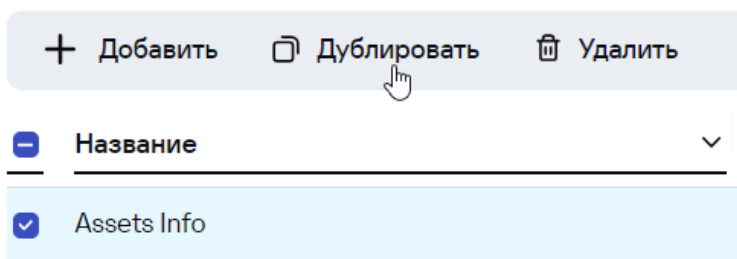 Добавить Дублировать Удалить
Название
Assets Info